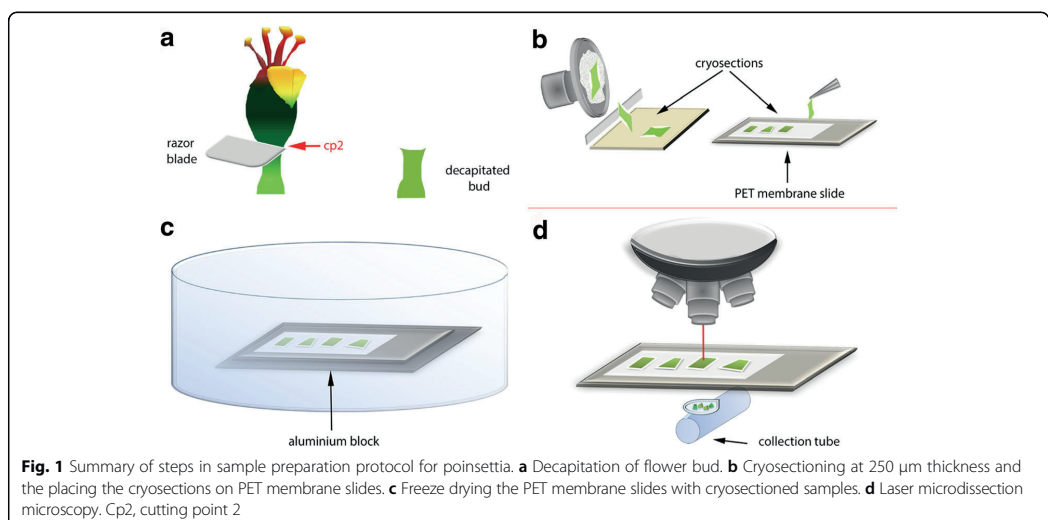 a
razor
blade
cp2
decapitated
bud
b
cryosections
PET membrane slide
c
aluminium block
d
collection tube
Fig. 1 Summary of steps in sample preparation protocol for poinsettia. a Decapitation of flower bud. b Cryosectioning at 250 μm thickness and
the placing the cryosections on PET membrane slides. c Freeze drying the PET membrane slides with cryosectioned samples. d Laser microdissection
microscopy. Cp2, cutting point 2